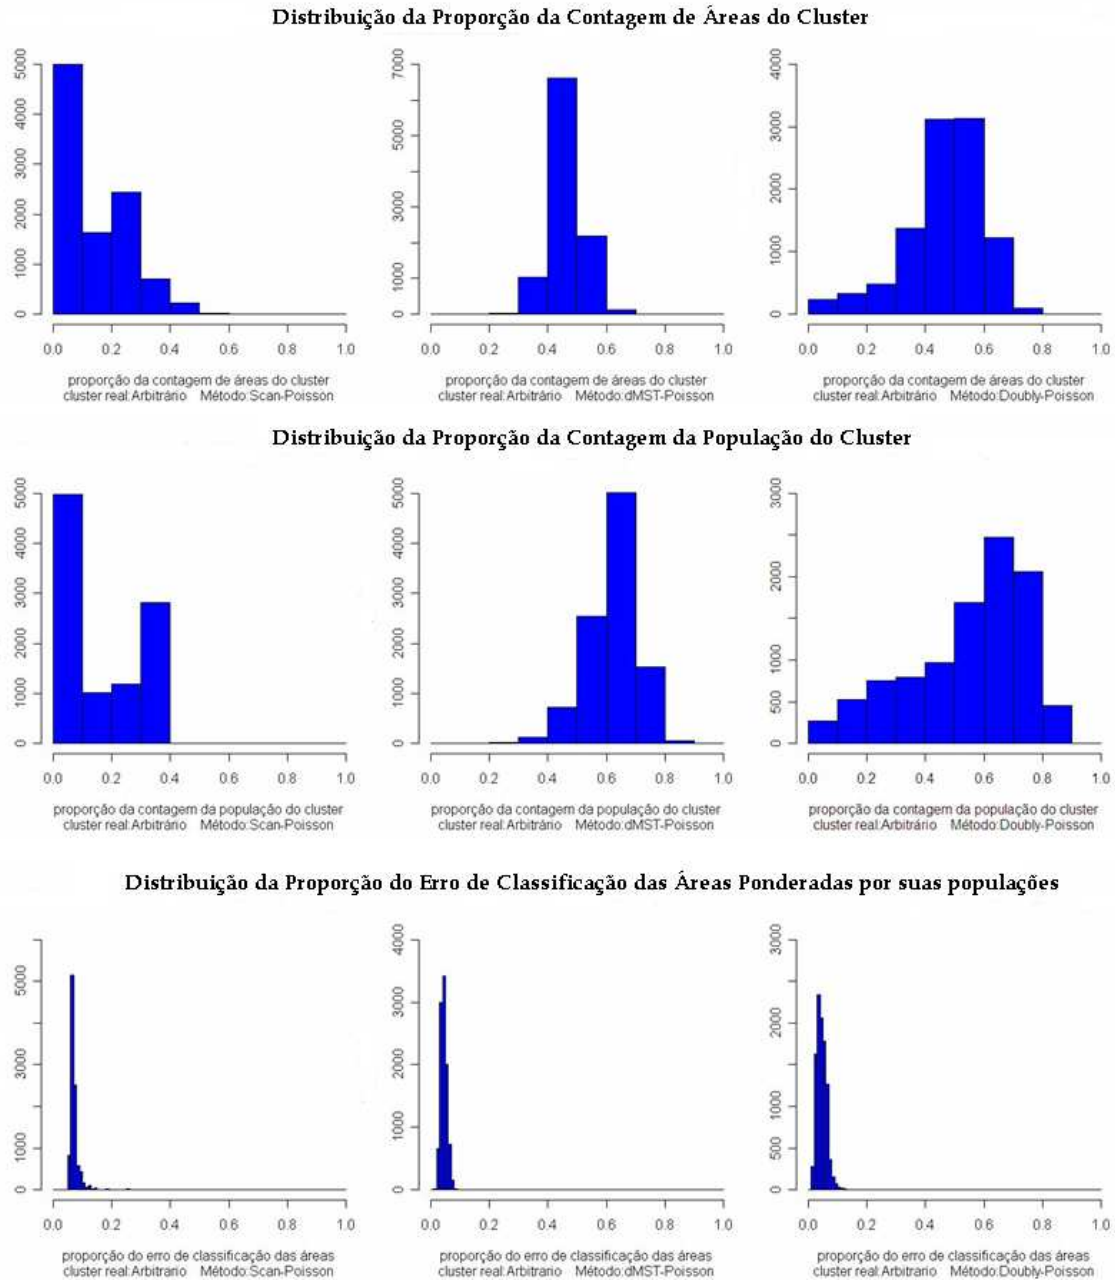 Distribuição da Proporção da Contagem de Áreas do Cluster
5000
4000
3000
2000
1000
0
0.0 0.2 0.4 0.6 0.8 1.0
proporção da contagem de áreas do cluster
cluster real:Arbitrário Método:Scan-Poisson
7000
5000
3000
1000
0
0.0 0.2 0.4 0.6 0.8 1.0
proporção da contagem de áreas do cluster
cluster real:Arbitrário Método:dMST-Poisson
4000
3000
2000
1000
0
0.0 0.2 0.4 0.6 0.8 1.0
proporção da contagem de áreas do cluster
cluster real:Arbitrário Método:Doubly-Poisson
Distribuição da Proporção da Contagem da População do Cluster
5000
4000
3000
2000
1000
0
0.0 0.2 0.4 0.6 0.8 1.0
proporção da contagem da população do cluster
cluster real:Arbitrário Método:Scan-Poisson
5000
4000
3000
2000
1000
0
0.0 0.2 0.4 0.6 0.8 1.0
proporção da contagem da população do cluster
cluster real:Arbitrário Método:dMST-Poisson
3000
2000
1000
500
0
0.0 0.2 0.4 0.6 0.8 1.0
proporção da contagem da população do cluster
cluster real:Arbitrário Método:Doubly-Poisson
Distribuição da Proporção do Erro de Classificação das Áreas Ponderadas por suas populações
5000
3000
1000
0
0.0 0.2 0.4 0.6 0.8 1.0
proporção do erro de classificação das áreas
cluster real:Arbitrario Método:Scan-Poisson
4000
3000
2000
1000
0
0.0 0.2 0.4 0.6 0.8 1.0
proporção do erro de classificação das áreas
cluster real:Arbitrario Método:dMST-Poisson
3000
2000
1000
500
0
0.0 0.2 0.4 0.6 0.8 1.0
proporção do erro de classificação das áreas
cluster real:Arbitrario Método:Doubly-Poisson